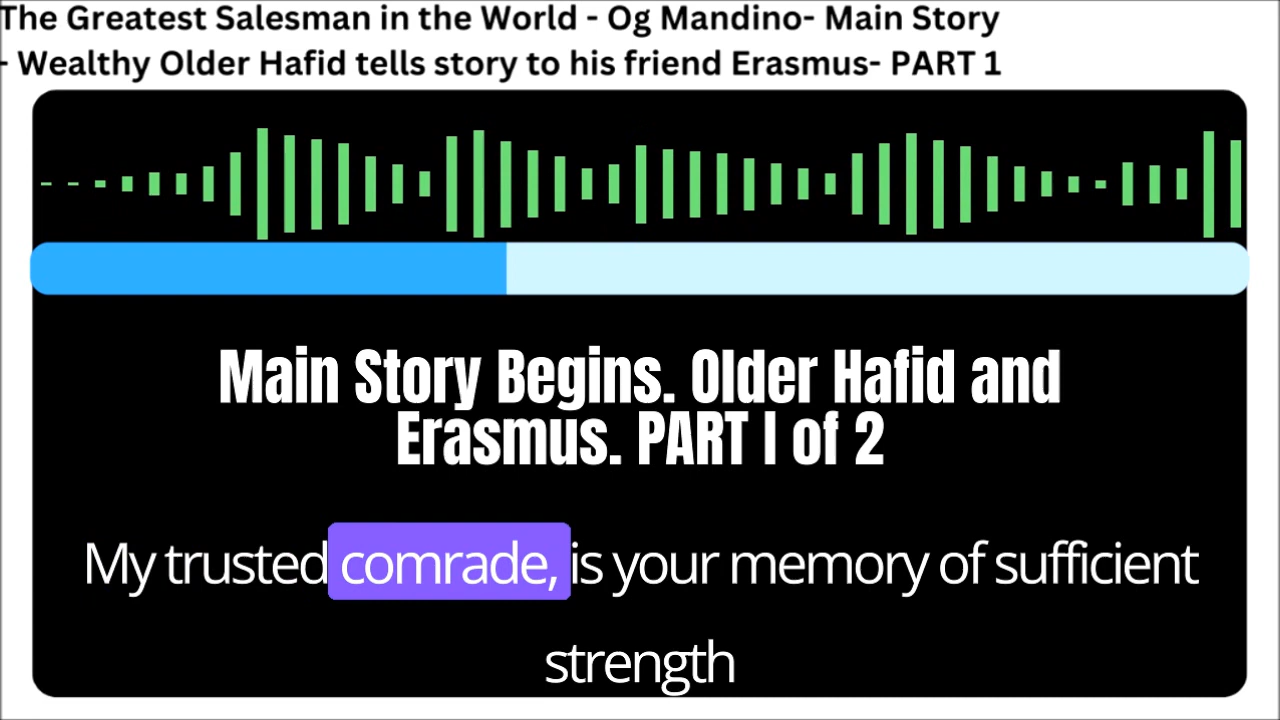 The Greatest Salesman in the World - Og Mandino- Main Story
- Wealthy Older Hafid tells story to his friend Erasmus- PART 1
Main Story Begins. Older Hafid and
Erasmus. PART I of 2
My trusted comrade, is your memory of sufficient
strength